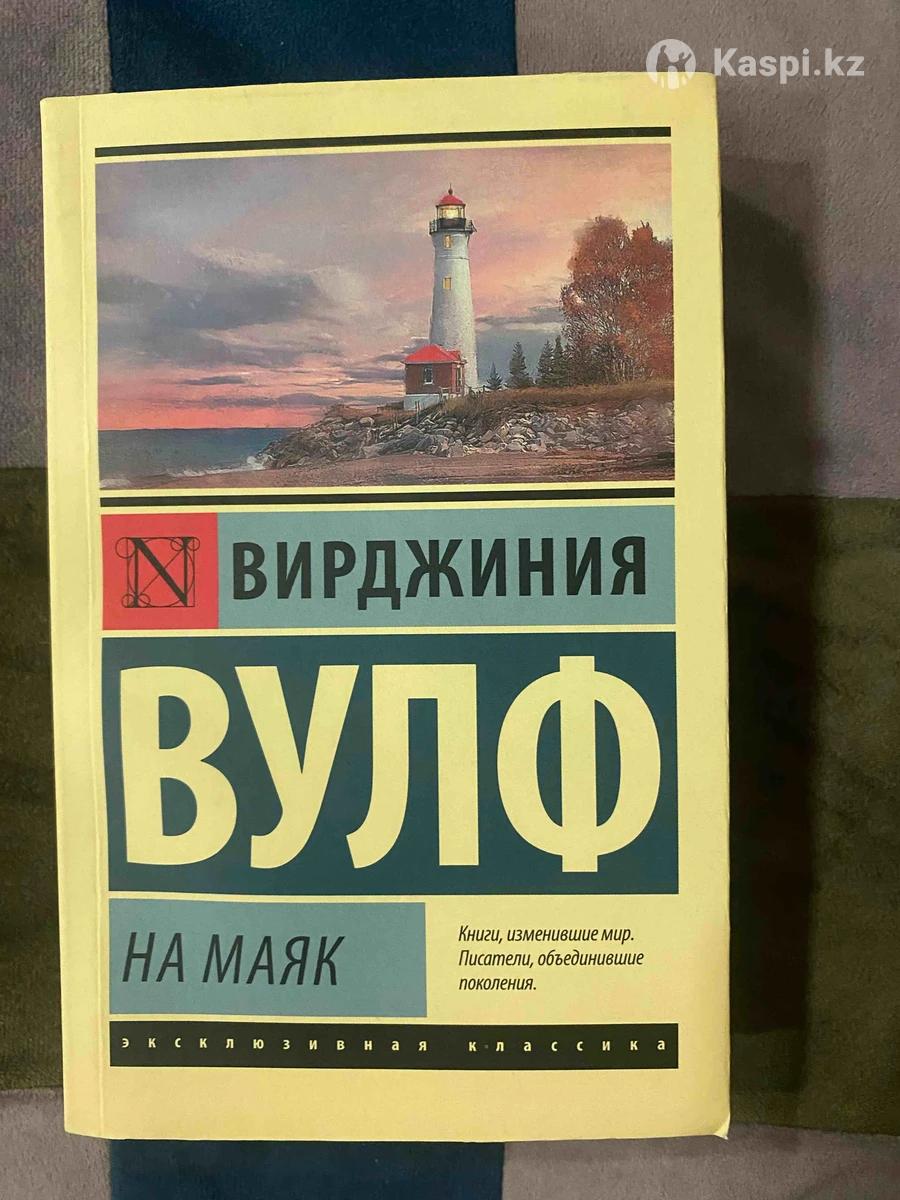 Kaspi.kz
N
ВИРДЖИНИЯ
ВУЛФ
НА МАЯК
Книги, изменившие мир.
Писатели, объединившие
поколения.
эксклюзивная классика